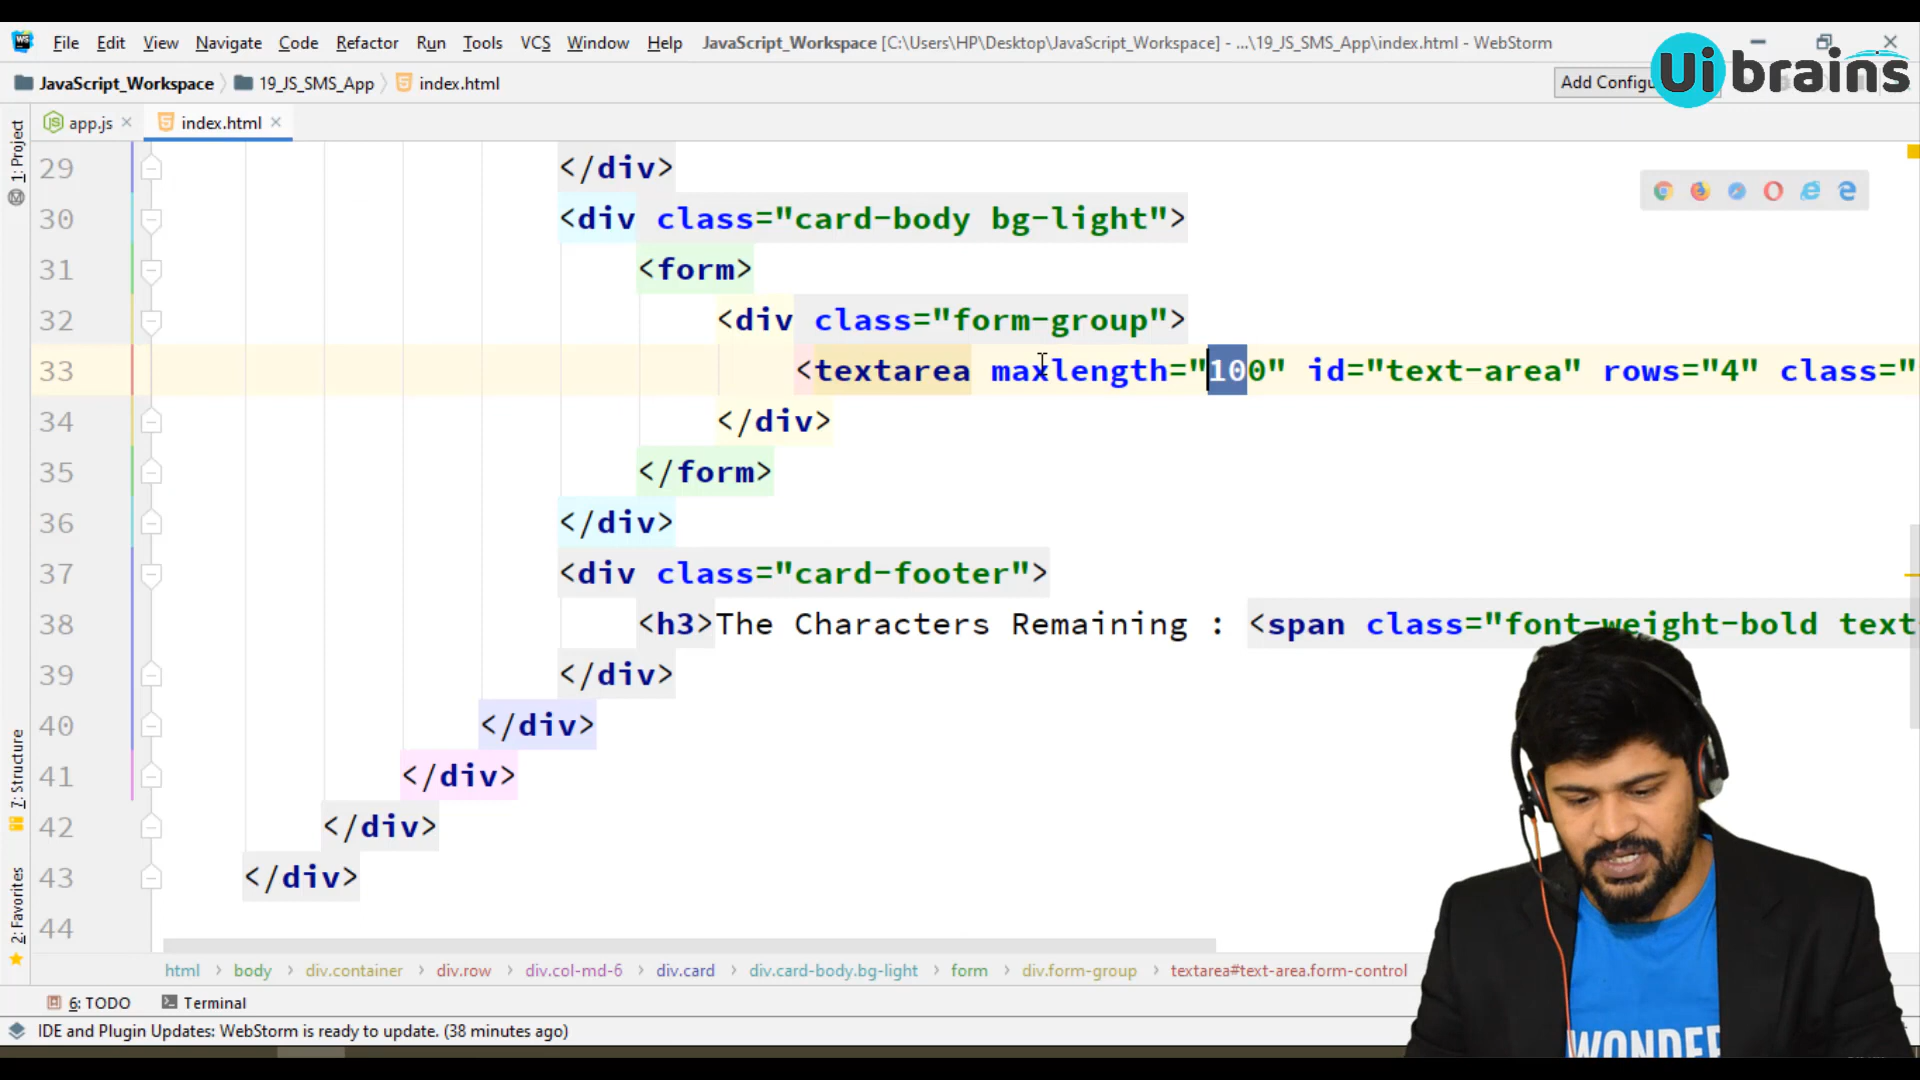 File Edit View Navigate Code Refactor Run Tools VCS Window Help JavaScript_Workspace [C:\Users\HP\Desktop\JavaScript_Workspace] - ...\19_JS_SMS_App\index.html - WebStorm
JavaScript_Workspace 19_JS_SMS_App index.html Add Configu
Ui brains
app.js index.html
1: Project
7: Structure
2: Favorites
29 </div>
30 <div class="card-body bg-light">
31 <form>
32 <div class="form-group">
33 <textarea maxlength="100" id="text-area" rows="4" class="
34 </div>
35 </form>
36 </div>
37 <div class="card-footer">
38 <h3>The Characters Remaining : <span class="font-weight-bold text-
39 </div>
40 </div>
41 </div>
42 </div>
43 </div>
44
html body div.container div.row div.col-md-6 div.card div.card-body.bg-light form div.form-group textarea#text-area.form-control
6: TODO Terminal
IDE and Plugin Updates: WebStorm is ready to update. (38 minutes ago)
WONDER